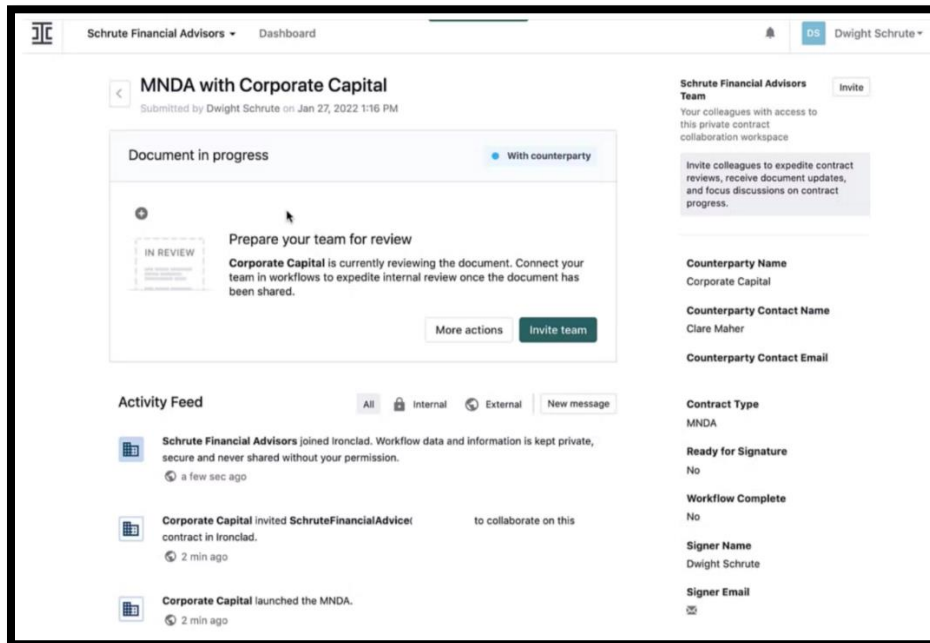 Schrute Financial Advisors
Dashboard
DS
Dwight Schrute
MNDA with Corporate Capital
Submitted by Dwight Schrute on Jan 27, 2022 1:16 PM
Document in progress
With counterparty
IN REVIEW
Prepare your team for review
Corporate Capital is currently reviewing the document. Connect your
team in workflows to expedite internal review once the document has
been shared.
More actions
Invite team
Activity Feed
All
Internal
External
New message
Schrute Financial Advisors joined Ironclad. Workflow data and information is kept private,
secure and never shared without your permission.
a few sec ago
Corporate Capital invited SchruteFinancialAdvice( to collaborate on this
contract in Ironclad.
2 min ago
Corporate Capital launched the MNDA.
2 min ago
Schrute Financial Advisors
Team
Invite
Your colleagues with access to
this private contract
collaboration workspace
Invite colleagues to expedite contract
reviews, receive document updates,
and focus discussions on contract
progress.
Counterparty Name
Corporate Capital
Counterparty Contact Name
Clare Maher
Counterparty Contact Email
Contract Type
MNDA
Ready for Signature
No
Workflow Complete
No
Signer Name
Dwight Schrute
Signer Email